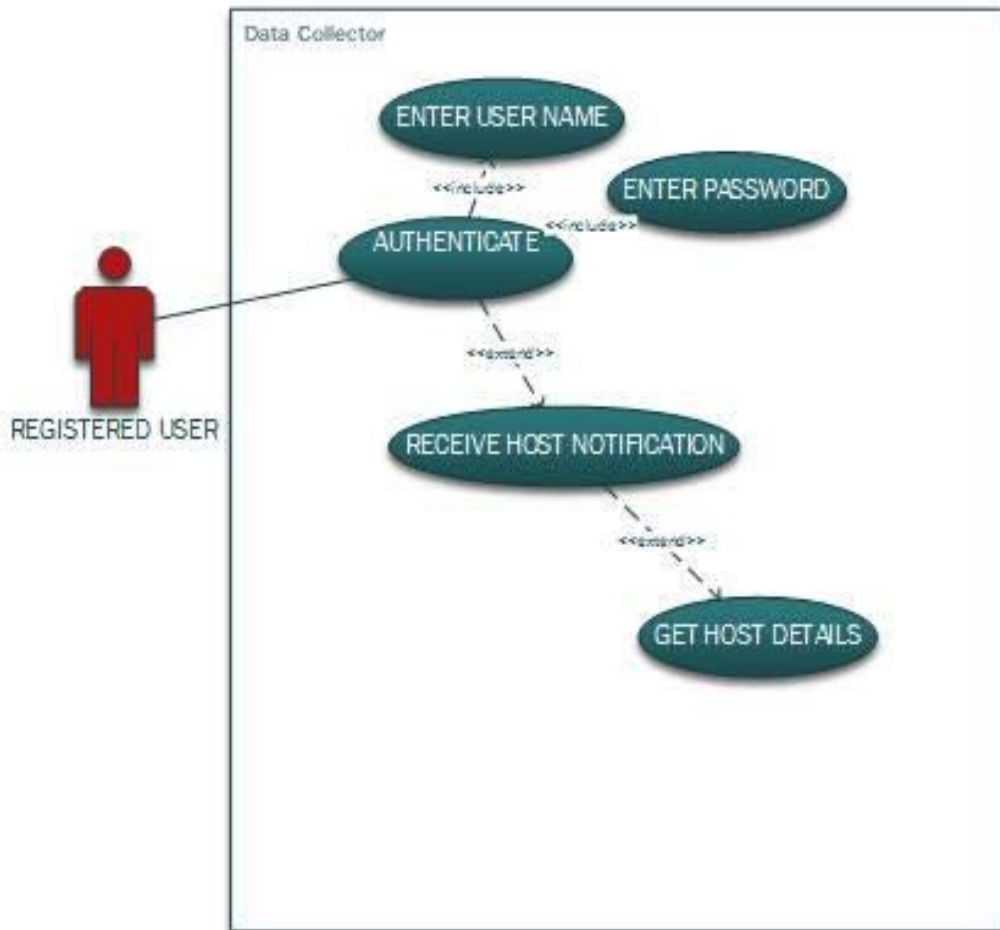 Data Collector
ENTER USER NAME
<<include>>
ENTER PASSWORD
<<include>>
AUTHENTICATE
<<extend>>
REGISTERED USER
RECEIVE HOST NOTIFICATION
<<extend>>
GET HOST DETAILS